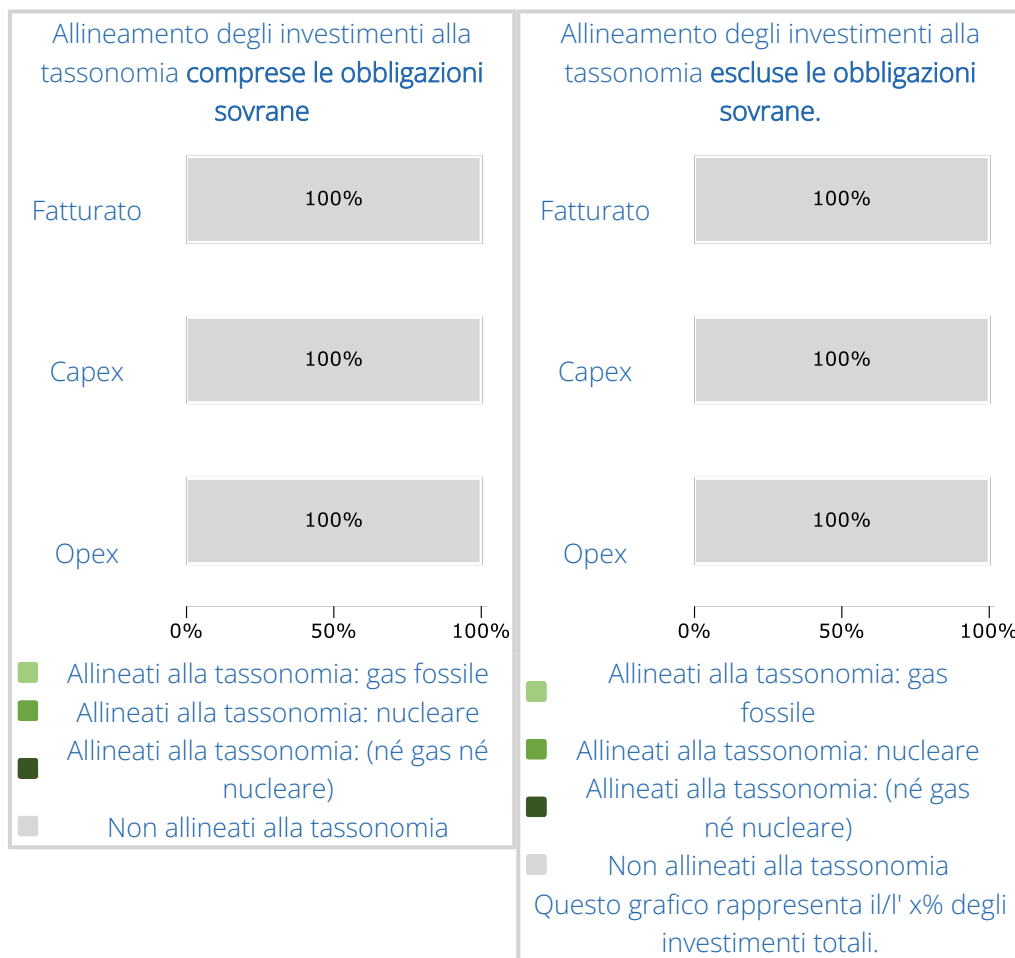 Allineamento degli investimenti alla
tassonomia comprese le obbligazioni
sovrane
Fatturato
100%
Capex
100%
Opex
100%
0%
50%
100%
Allineati alla tassonomia: gas fossile
Allineati alla tassonomia: nucleare
Allineati alla tassonomia: (né gas né
nucleare)
Non allineati alla tassonomia
Allineamento degli investimenti alla
tassonomia escluse le obbligazioni
sovrane.
Fatturato
100%
Capex
100%
Opex
100%
0%
50%
100%
Allineati alla tassonomia: gas
fossile
Allineati alla tassonomia: nucleare
Allineati alla tassonomia: (né gas
né nucleare)
Non allineati alla tassonomia
Questo grafico rappresenta il/l' x% degli
investimenti totali.